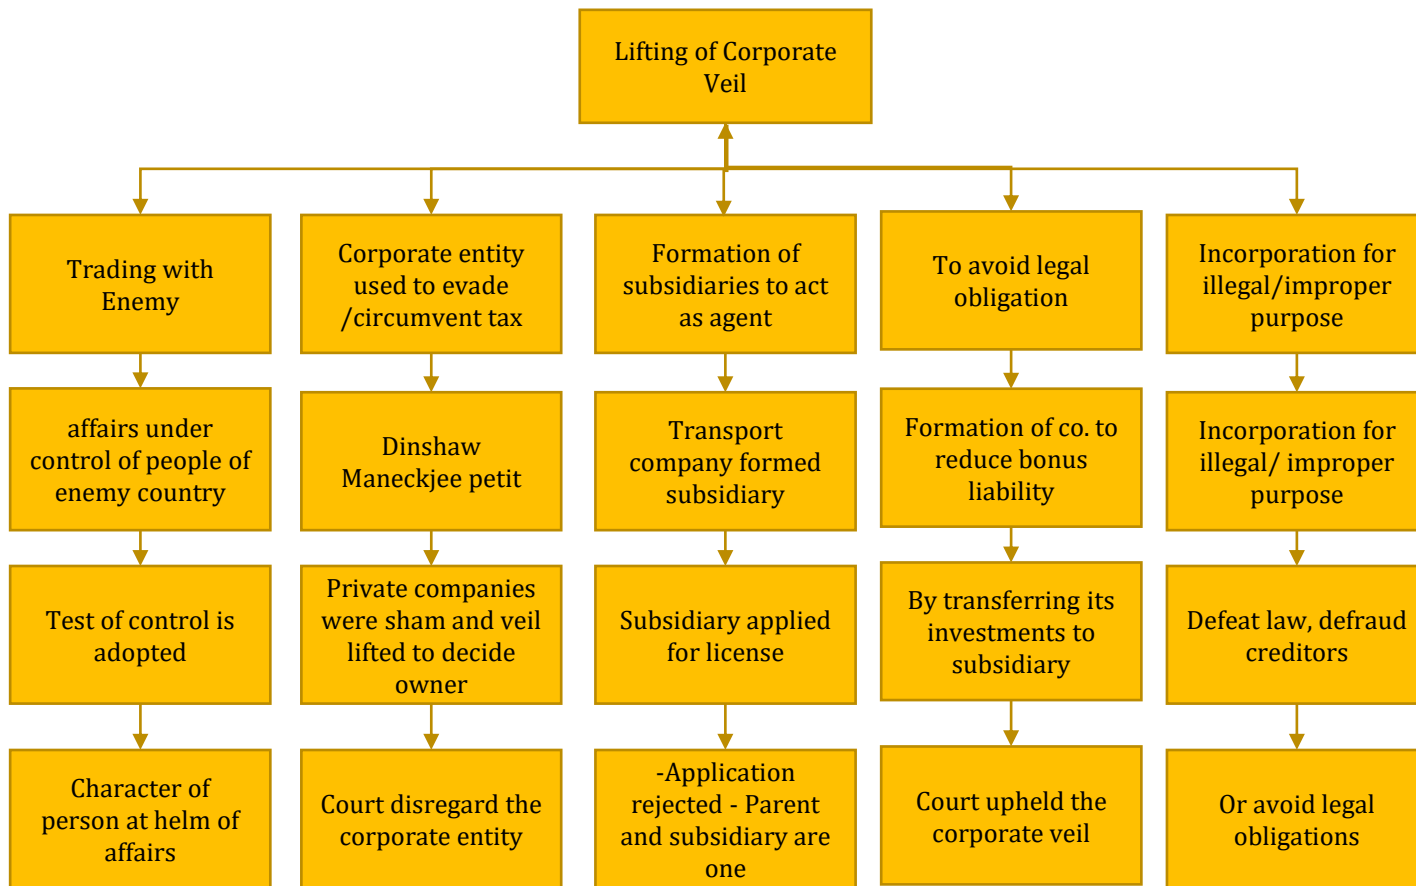 Lifting of Corporate
Veil
Trading with
Enemy
Corporate entity
used to evade
/circumvent tax
Formation of
subsidiaries to act
as agent
To avoid legal
obligation
Incorporation for
illegal/improper
purpose
affairs under
control of people of
enemy country
Dinshaw
Maneckjee petit
Transport
company formed
subsidiary
Formation of co. to
reduce bonus
liability
Incorporation for
illegal/ improper
purpose
Test of control is
adopted
Private companies
were sham and veil
lifted to decide
owner
Subsidiary applied
for license
By transferring its
investments to
subsidiary
Defeat law, defraud
creditors
Character of
person at helm of
affairs
Court disregard the
corporate entity
-Application
rejected - Parent
and subsidiary are
one
Court upheld the
corporate veil
Or avoid legal
obligations